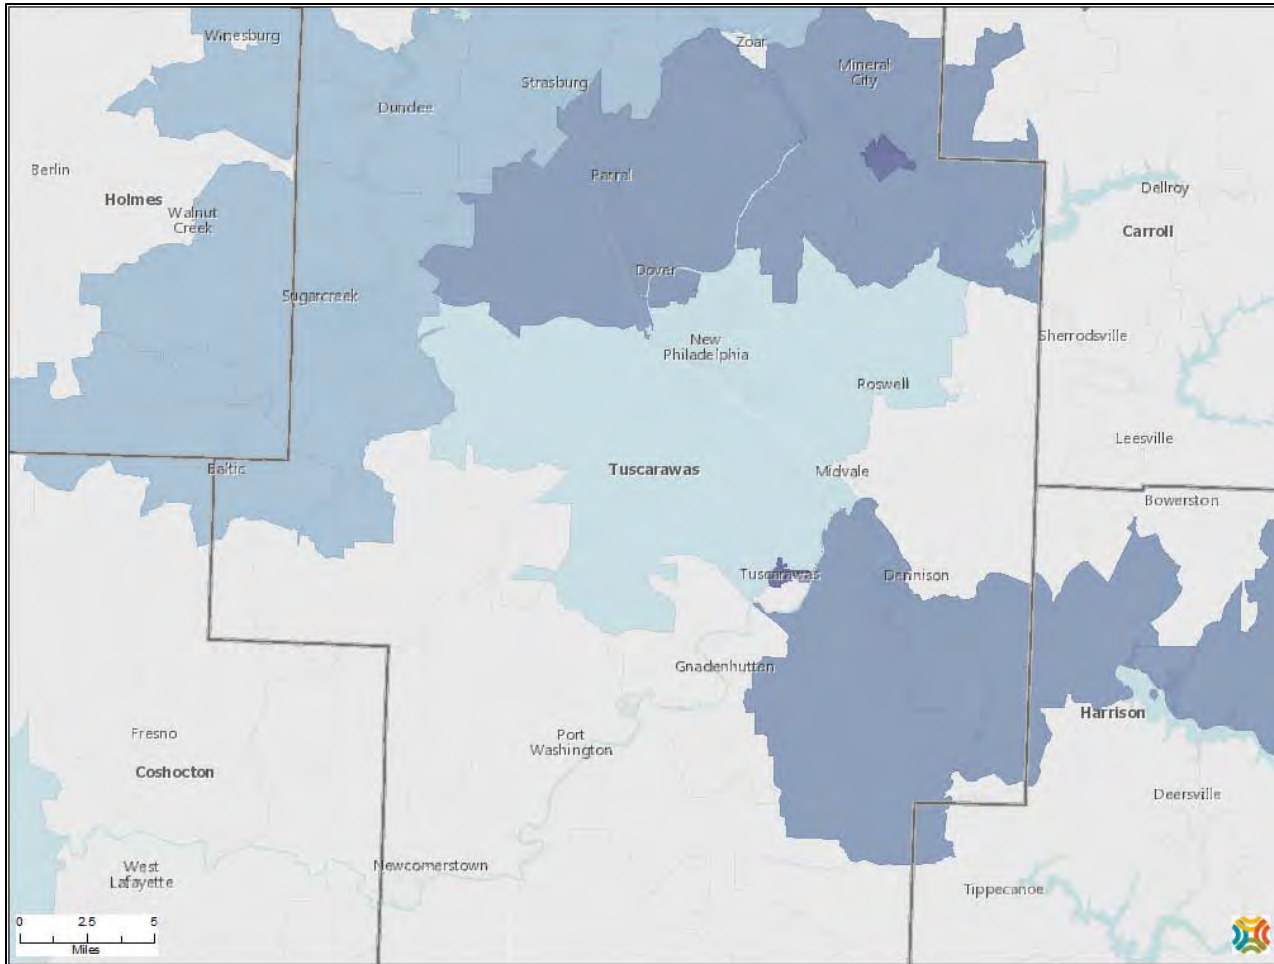 Winesburg
Zoar
Mineral
City
Strasburg
Dundee
Berlin
Parral
Holmes
Walnut
Creek
Dellroy
Carroll
Dover
Sugarcreek
New
Philadelphia
Sherrodsville
Roswell
Leesville
Baltic
Tuscarawas
Midvale
Bowerston
Tuscarawas
Dennison
Gnadenhutten
Harrison
Fresno
Port
Washington
Coshocton
Deersville
West
Lafayette
Newcomerstown
Tippecanoe
0 2.5 5
Miles